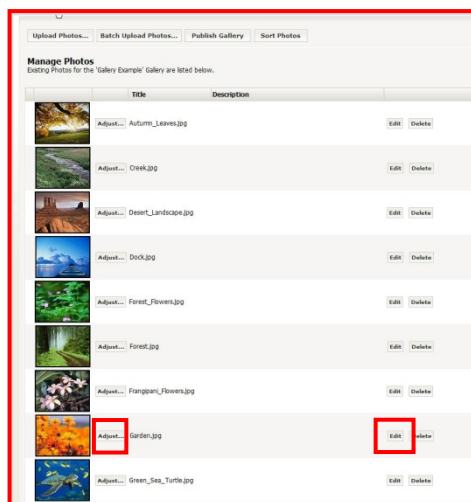 Upload Photos... Batch Upload Photos... Publish Gallery Sort Photos
Manage Photos
Existing Photos for the 'Gallery Example' Gallery are listed below.
Title Description
Adjust... Autumn_Leaves.jpg Edit Delete
Adjust... Creek.jpg Edit Delete
Adjust... Desert_Landscape.jpg Edit Delete
Adjust... Dock.jpg Edit Delete
Adjust... Forest_Flowers.jpg Edit Delete
Adjust... Forest.jpg Edit Delete
Adjust... Frangipani_Flowers.jpg Edit Delete
Adjust... Garden.jpg Edit Delete
Adjust... Green_Sea_Turtle.jpg Edit Delete